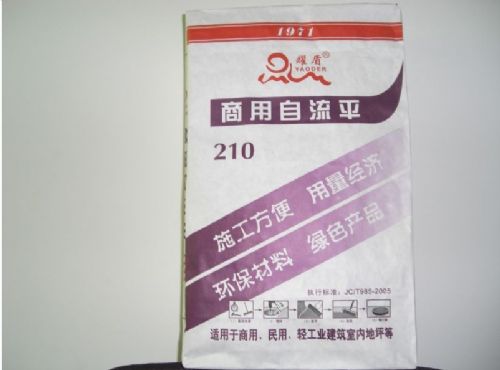 1971
耀盾®
YAODER
商用自流平
210
施工方便 用量经济
环保材料 绿色产品
执行标准：JC/T985-2005
适用于商用、民用、轻工业建筑室内地坪等